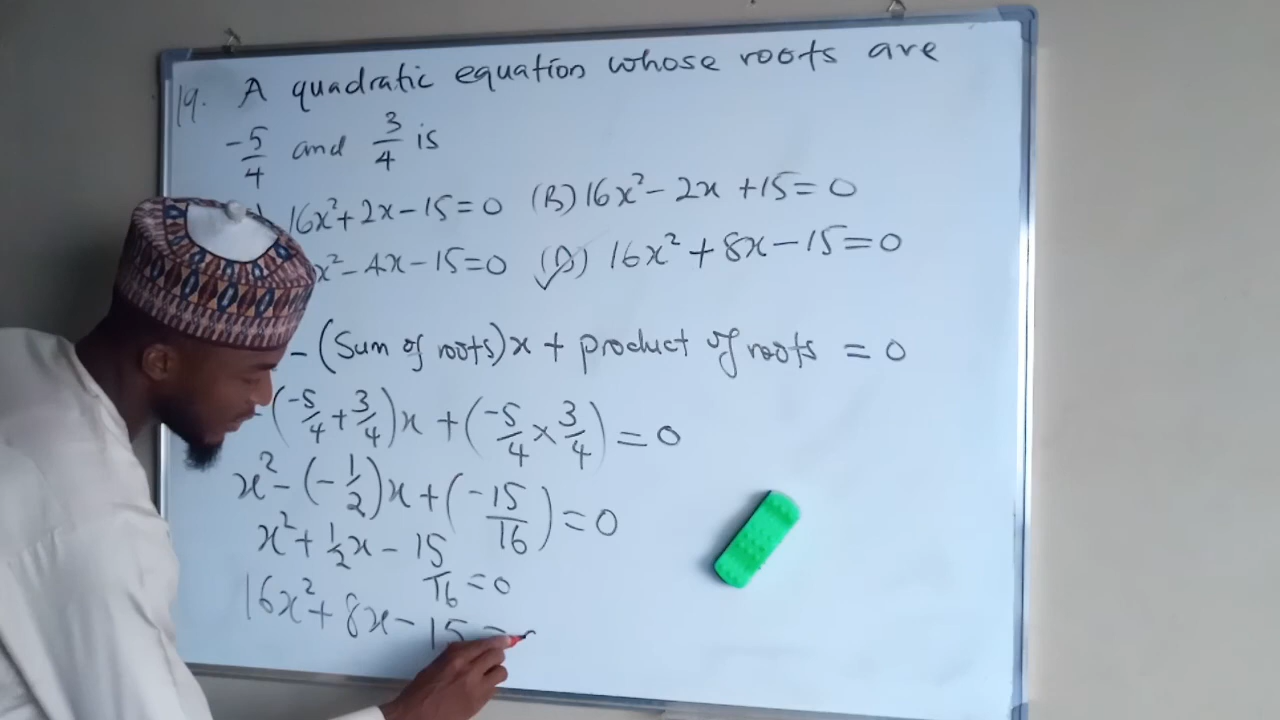 19. A quadratic equation whose roots are
-5/4 and 3/4 is
16x²+2x-15=0 (B) 16x²-2x+15=0
x²-4x-15=0 (D) 16x²+8x-15=0
-(Sum of roots)x + product of roots = 0
-(-5/4+3/4)x+(-5/4×3/4)=0
x²-(-1/2)x+(-15/16)=0
x²+1/2x-15/16=0
16x²+8x-15=